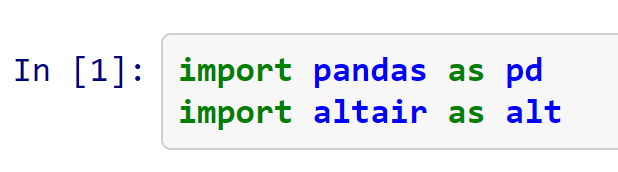 In [1]: import pandas as pd
import altair as alt